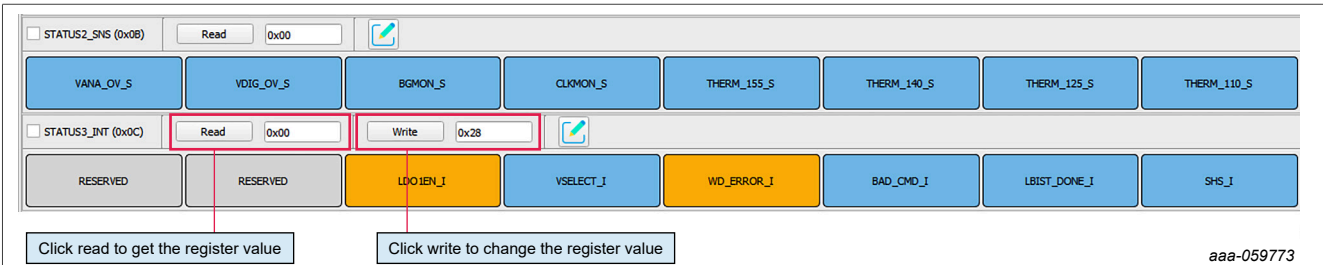 STATUS2_SNS (0x0B) Read 0x00
VANA_OV_S VDIG_OV_S BGMON_S CLKMON_S THERM_155_S THERM_140_S THERM_125_S THERM_110_S
STATUS3_INT (0x0C) Read 0x00 Write 0x28
RESERVED RESERVED LDO1EN_I VSELECT_I WD_ERROR_I BAD_CMD_I LBIST_DONE_I SHS_I
Click read to get the register value Click write to change the register value
aaa-059773